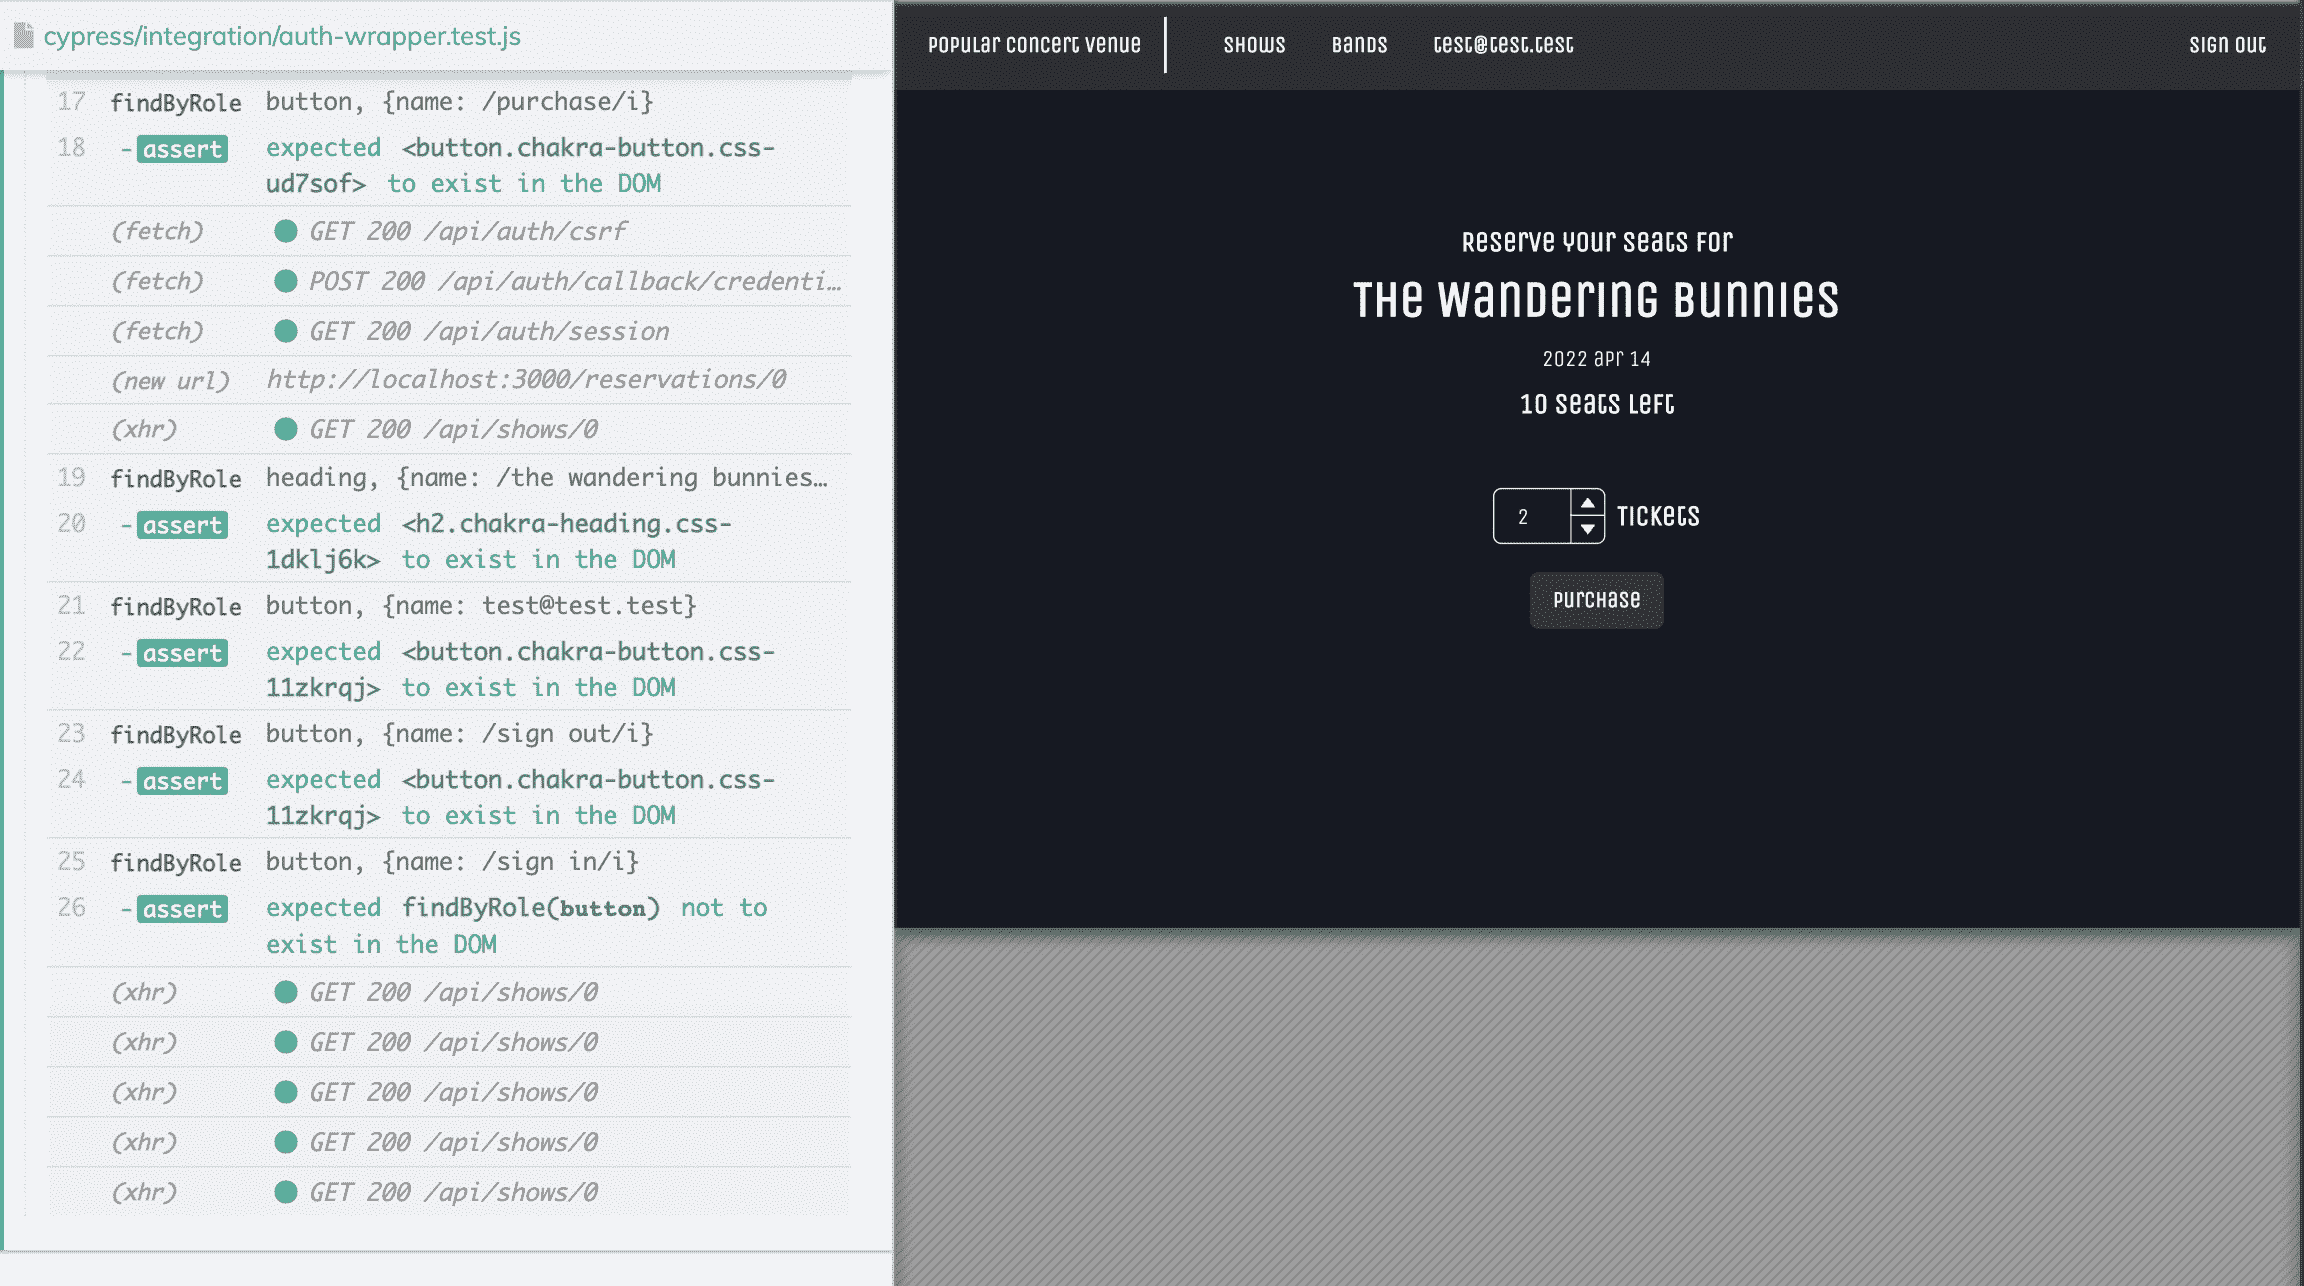 cypress/integration/auth-wrapper.test.js
17 findByRole button, {name: /purchase/i}
18 -assert expected <button.chakra-button.css-
ud7sof> to exist in the DOM
(fetch) GET 200 /api/auth/csrf
(fetch) POST 200 /api/auth/callback/credenti…
(fetch) GET 200 /api/auth/session
(new url) http://localhost:3000/reservations/0
(xhr) GET 200 /api/shows/0
19 findByRole heading, {name: /the wandering bunnies…
20 -assert expected <h2.chakra-heading.css-
1dklj6k> to exist in the DOM
21 findByRole button, {name: test@test.test}
22 -assert expected <button.chakra-button.css-
11zkrqj> to exist in the DOM
23 findByRole button, {name: /sign out/i}
24 -assert expected <button.chakra-button.css-
11zkrqj> to exist in the DOM
25 findByRole button, {name: /sign in/i}
26 -assert expected findByRole(button) not to
exist in the DOM
(xhr) GET 200 /api/shows/0
(xhr) GET 200 /api/shows/0
(xhr) GET 200 /api/shows/0
(xhr) GET 200 /api/shows/0
(xhr) GET 200 /api/shows/0
Popular Concert Venue Shows Bands test@test.test Sign out
Reserve your seats for
The Wandering Bunnies
2022 Apr 14
10 seats left
2 tickets
purchase